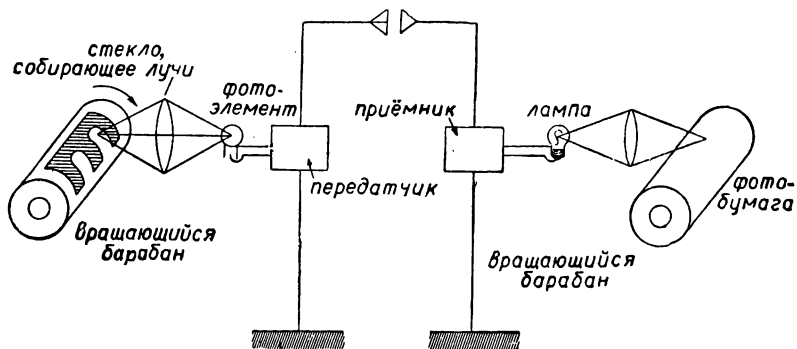 стекло,
собирающее лучи
фото-
элемент
передатчик
вращающийся
барабан
приёмник
лампа
фото-
бумага
вращающийся
барабан